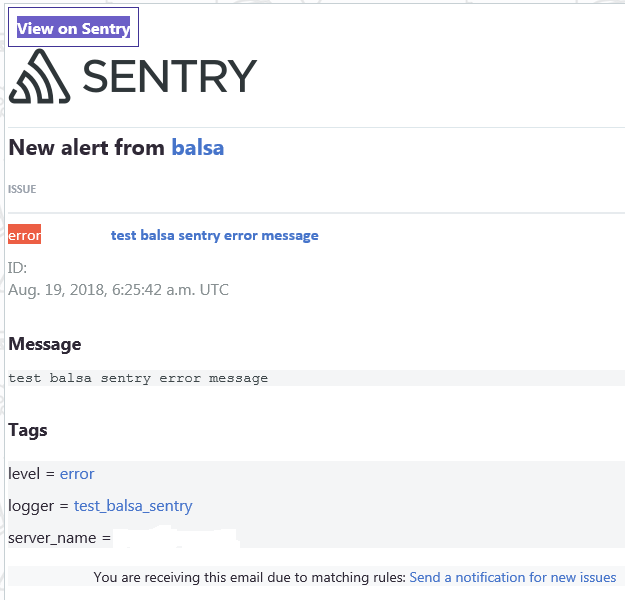 View on Sentry
SENTRY
New alert from balsa
ISSUE
error test balsa sentry error message
ID:
Aug. 19, 2018, 6:25:42 a.m. UTC
Message
test balsa sentry error message
Tags
level = error
logger = test_balsa_sentry
server_name =
You are receiving this email due to matching rules: Send a notification for new issues